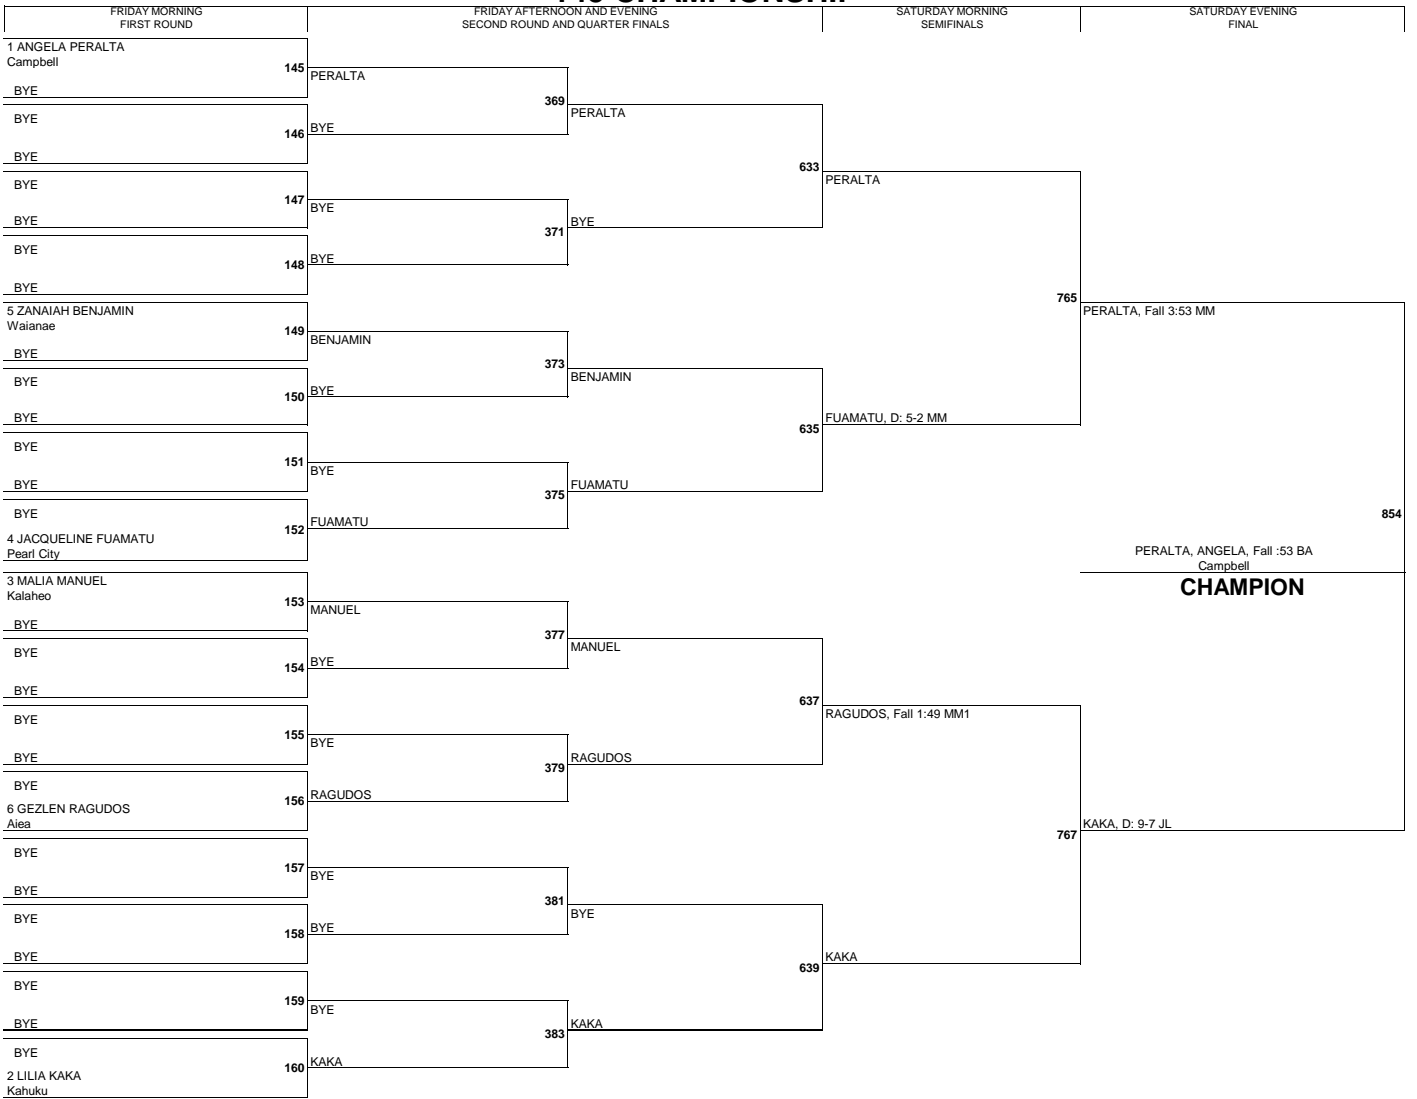 FRIDAY MORNING
FIRST ROUND
FRIDAY AFTERNOON AND EVENING
SECOND ROUND AND QUARTER FINALS
SATURDAY MORNING
SEMIFINALS
SATURDAY EVENING
FINAL
1 ANGELA PERALTA
Campbell
145
BYE
BYE
146
BYE
BYE
147
BYE
BYE
148
BYE
5 ZANAIAH BENJAMIN
Waianae
149
BYE
BYE
150
BYE
BYE
151
BYE
BYE
152
4 JACQUELINE FUAMATU
Pearl City
3 MALIA MANUEL
Kalaheo
153
BYE
BYE
154
BYE
BYE
155
BYE
BYE
156
6 GEZLEN RAGUDOS
Aiea
BYE
157
BYE
BYE
158
BYE
BYE
159
BYE
BYE
160
2 LILIA KAKA
Kahuku
PERALTA
369
BYE
BYE
371
BYE
BENJAMIN
373
BYE
BYE
375
FUAMATU
MANUEL
377
BYE
BYE
379
RAGUDOS
BYE
381
BYE
BYE
383
KAKA
PERALTA
633
BYE
BENJAMIN
635
FUAMATU
MANUEL
637
RAGUDOS
BYE
639
KAKA
PERALTA
765
FUAMATU, D: 5-2 MM
RAGUDOS, Fall 1:49 MM1
767
KAKA
PERALTA, Fall 3:53 MM
854
KAKA, D: 9-7 JL
PERALTA, ANGELA, Fall :53 BA
Campbell
CHAMPION